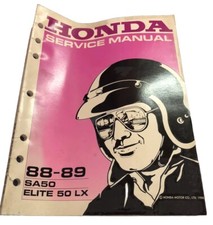 HONDA
SERVICE MANUAL
88-89
SA50
ELITE 50 LX